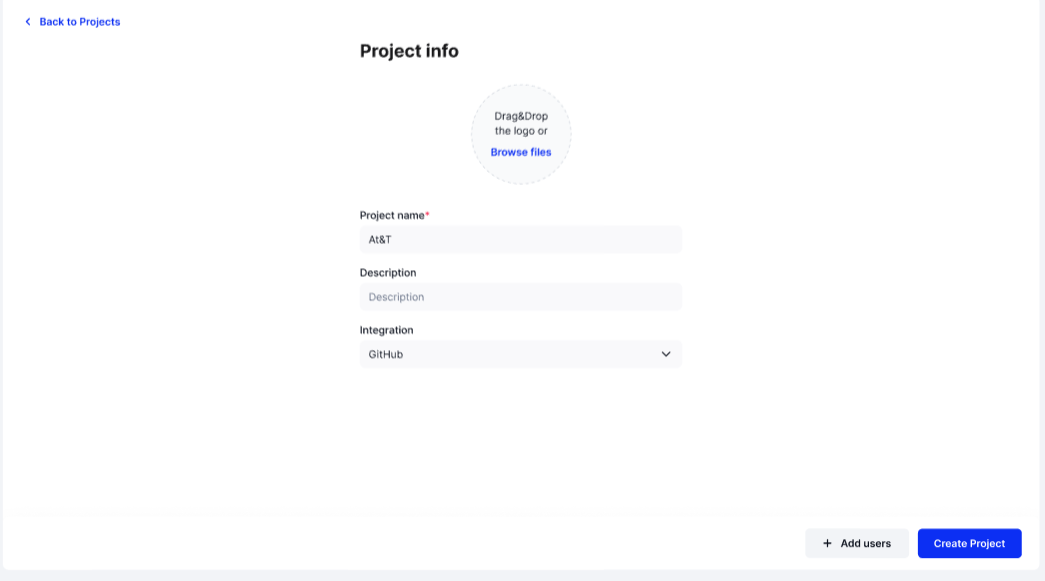 Back to Projects
Project info
Drag&Drop
the logo or
Browse files
Project name*
At&T
Description
Description
Integration
GitHub
+ Add users
Create Project